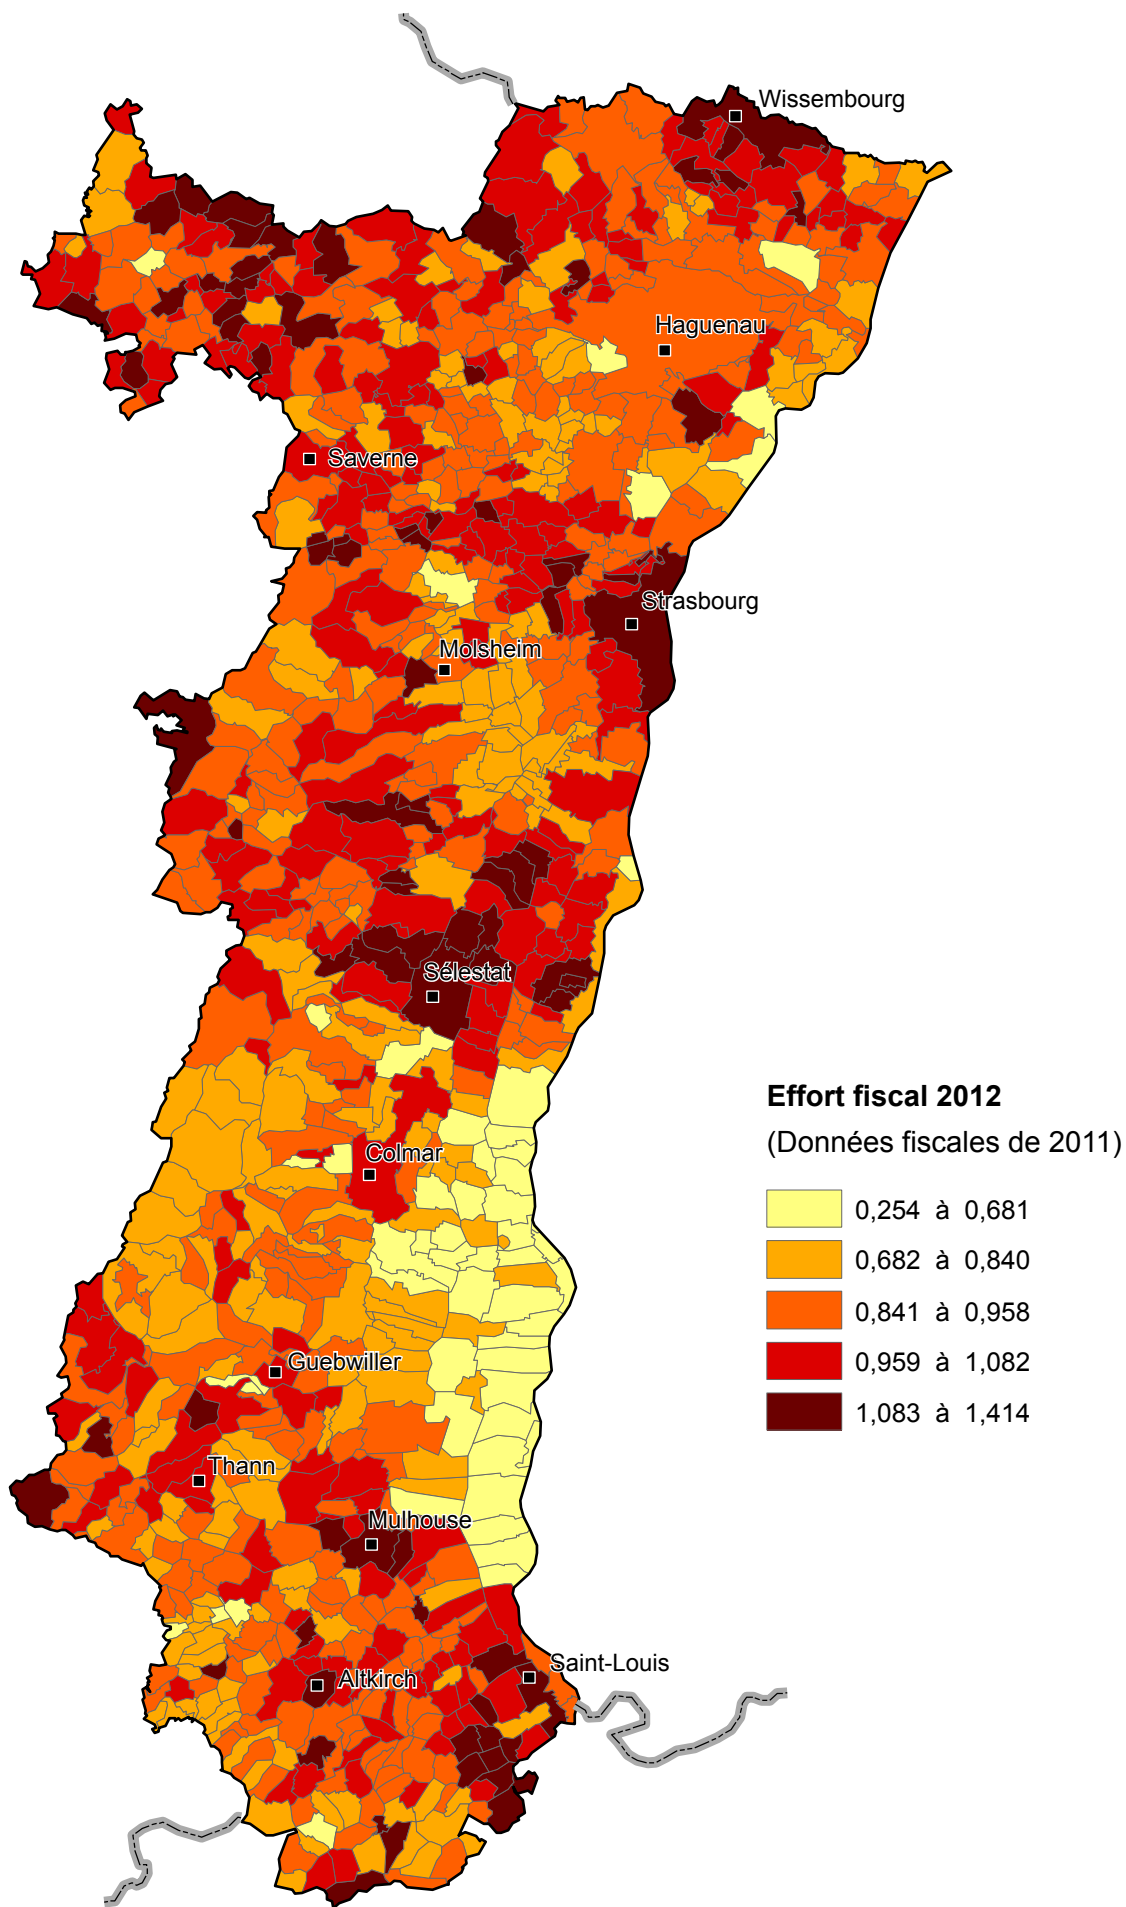 Wissembourg
Haguenau
Saverne
Strasbourg
Molsheim
Sélestat
Effort fiscal 2012
(Données fiscales de 2011)
Colmar
0,254 à 0,681
0,682 à 0,840
0,841 à 0,958
Guebwiller
0,959 à 1,082
1,083 à 1,414
Thann
Mulhouse
Saint-Louis
Altkirch